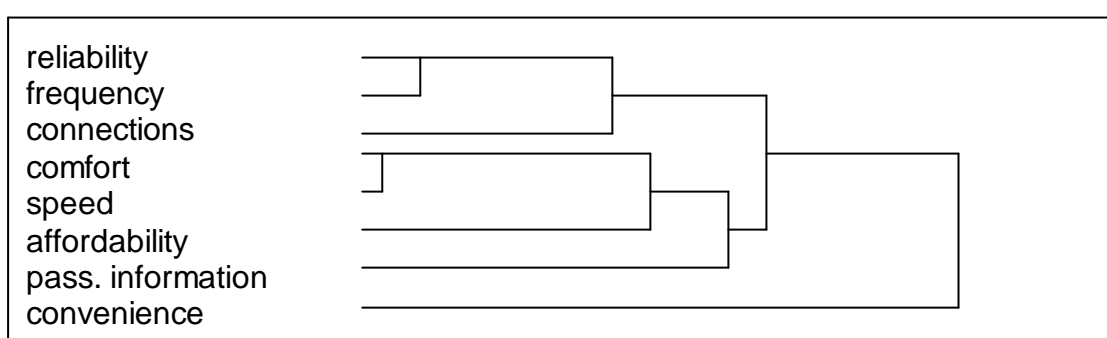 reliability
frequency
connections
comfort
speed
affordability
pass. information
convenience